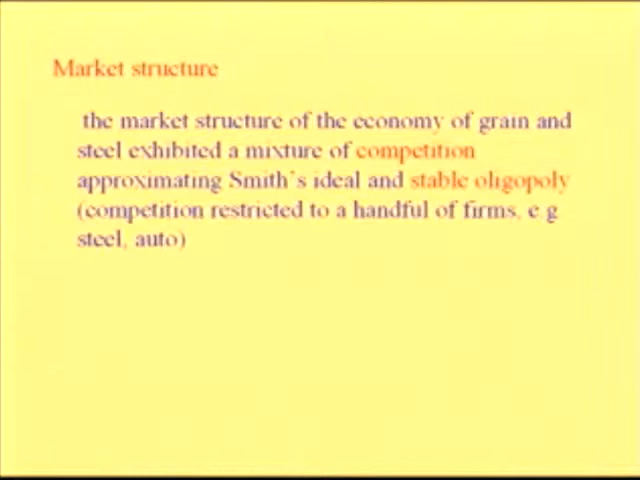 Market structure
the market structure of the economy of grain and
steel exhibited a mixture of competition
approximating Smith's ideal and stable oligopoly
(competition restricted to a handful of firms, e g
steel, auto)